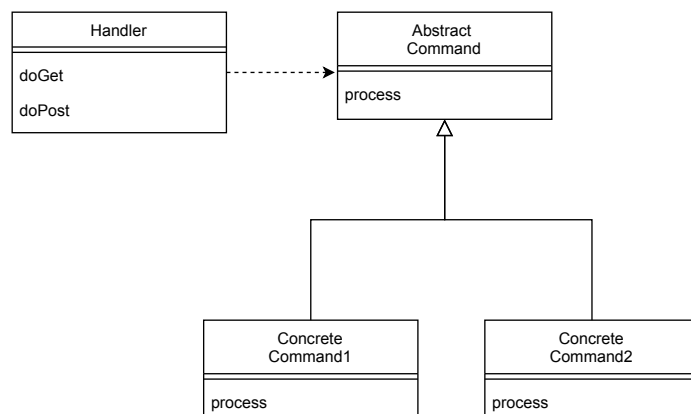 Handler
doGet
doPost
Abstract
Command
process
Concrete
Command1
process
Concrete
Command2
process